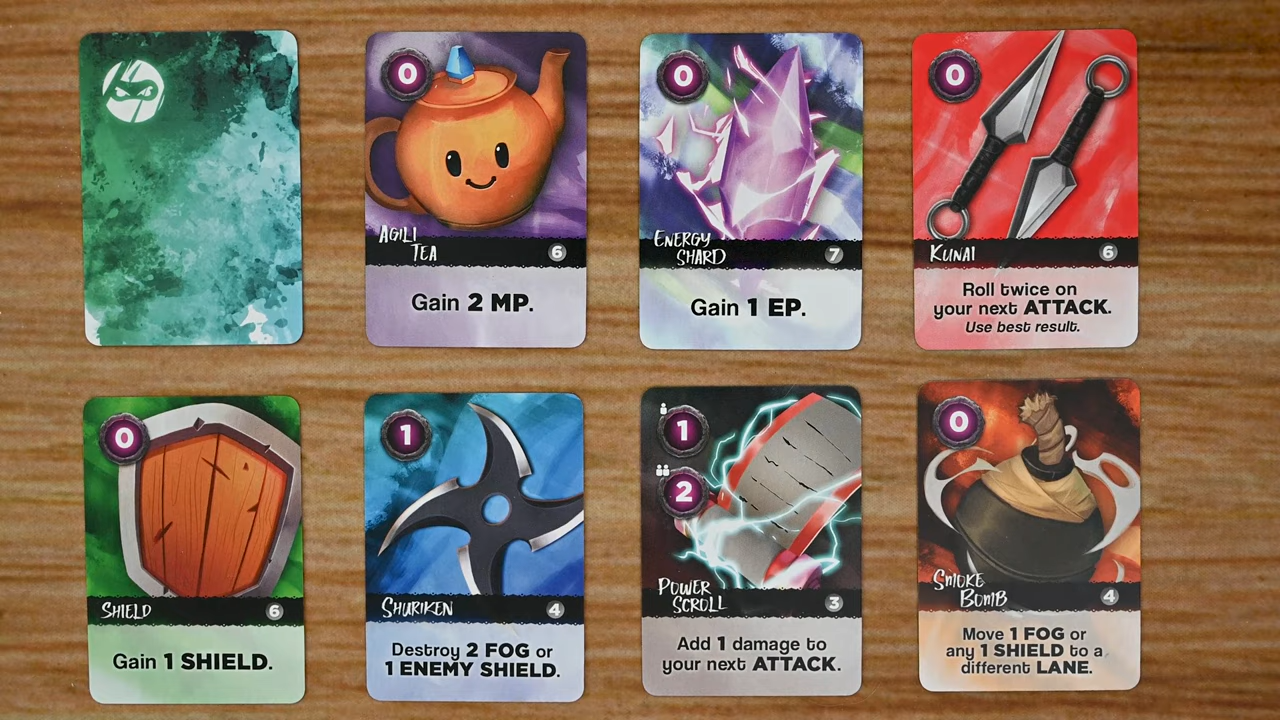 0
AGILI
TEA
6
Gain 2 MP.
0
ENERGY
SHARD
7
Gain 1 EP.
0
KUNAI
6
Roll twice on
your next ATTACK.
Use best result.
0
SHIELD
6
Gain 1 SHIELD.
1
SHURIKEN
4
Destroy 2 FOG or
1 ENEMY SHIELD.
1
2
POWER
SCROLL
3
Add 1 damage to
your next ATTACK.
0
SMOKE
BOMB
4
Move 1 FOG or
any 1 SHIELD to a
different LANE.